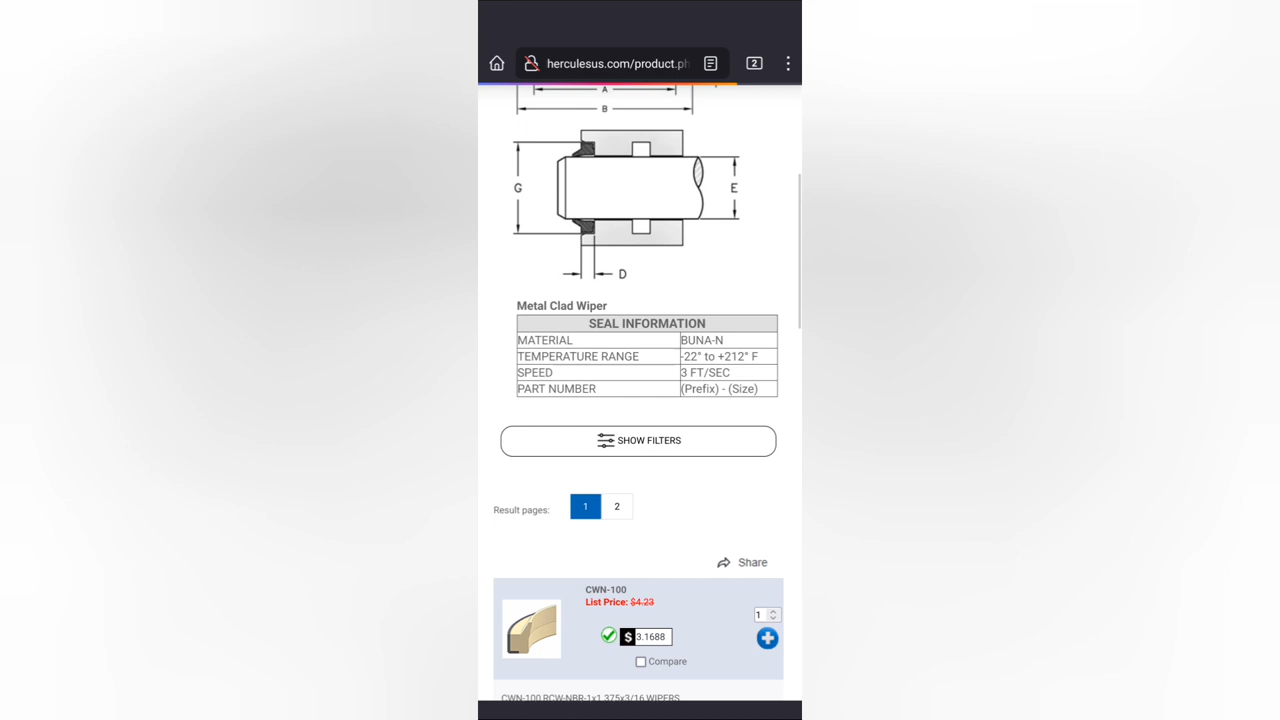 herculesus.com/product.ph
2
A
B
G
E
D
Metal Clad Wiper
SEAL INFORMATION
MATERIAL BUNA-N
TEMPERATURE RANGE -22° to +212° F
SPEED 3 FT/SEC
PART NUMBER (Prefix) - (Size)
SHOW FILTERS
Result pages: 1 2
Share
CWN-100
List Price: $4.23
1
$ 3.1688
Compare
CWN-100 RCW-NBR-1x1.375x3/16 WIPERS